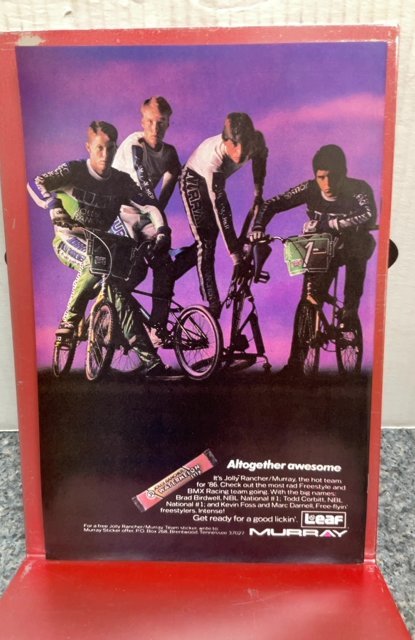 MURRAY
1
WATERMELON
Altogether awesome
It's Jolly Rancher/Murray, the hot team
for '86. Check out the most rad Freestyle and
BMX Racing team going. With the big names:
Brad Birdwell, NBL National #1; Todd Corbitt, NBL
National #1; and Kevin Foss and Marc Darnell, Free-flyin'
freestylers. Intense!
Get ready for a good lickin'.
Leaf
For a free Jolly Rancher/Murray Team sticker, write to:
Murray Sticker offer, P.O. Box 268, Brentwood, Tennessee 37027
MURRAY